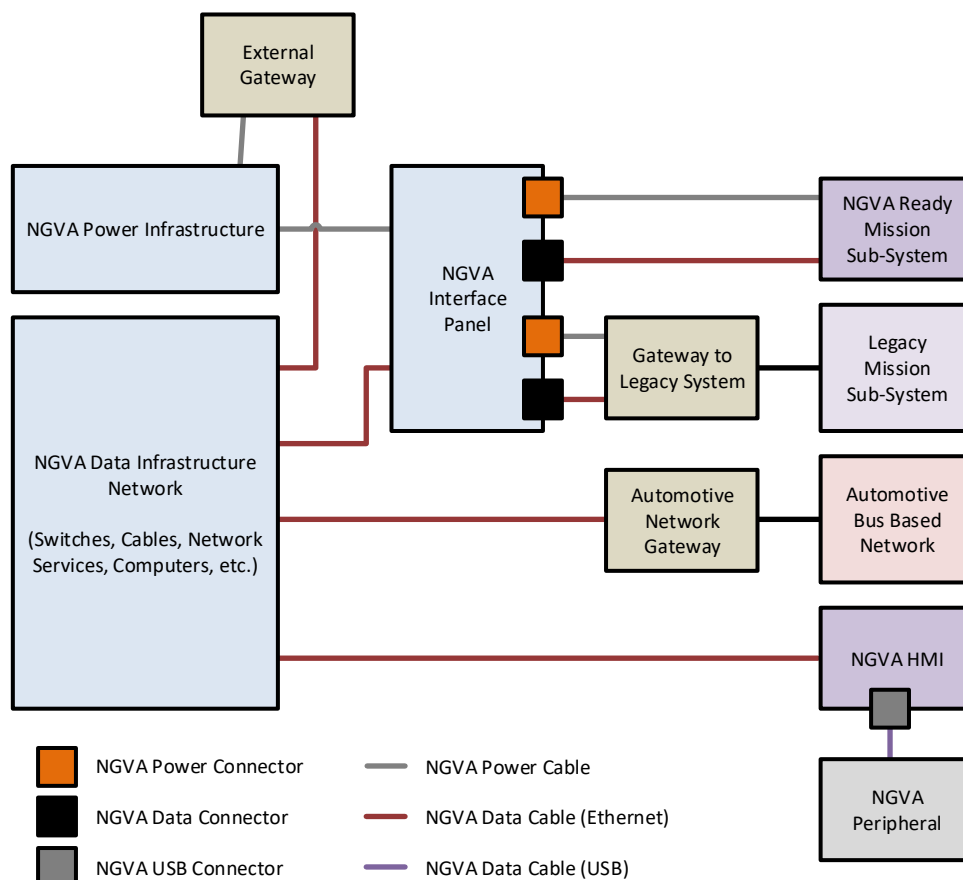 External
Gateway
NGVA Power Infrastructure
NGVA
Interface
Panel
NGVA Ready
Mission
Sub-System
Gateway to
Legacy System
Legacy
Mission
Sub-System
NGVA Data Infrastructure
Network
(Switches, Cables, Network
Services, Computers, etc.)
Automotive
Network
Gateway
Automotive
Bus Based
Network
NGVA HMI
NGVA
Peripheral
NGVA Power Connector
NGVA Data Connector
NGVA USB Connector
NGVA Power Cable
NGVA Data Cable (Ethernet)
NGVA Data Cable (USB)